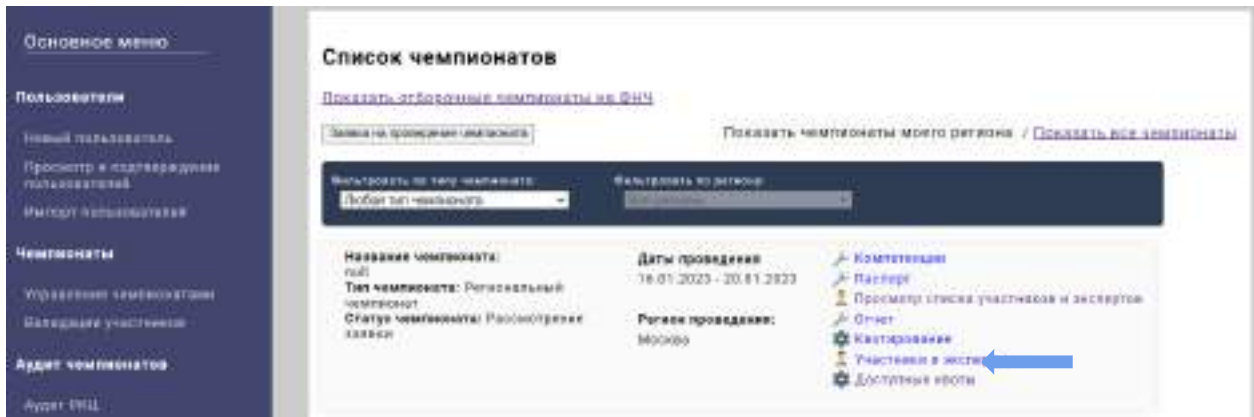 Основное меню
Пользователи
Новый пользователь
Просмотр и подтверждение
пользователей
Импорт пользователей
Чемпионаты
Управление чемпионатами
Валидация участников
Аудит чемпионатов
Аудит РКЦ
Список чемпионатов
Показать отборочные чемпионаты на ФНЧ
Заявка на проведение чемпионата
Показать чемпионаты моего региона / Показать все чемпионаты
Фильтровать по типу чемпионата:
Фильтровать по региону:
Любой тип чемпионата
Название чемпионата:
null
Тип чемпионата: Региональный
чемпионат
Статус чемпионата: Рассмотрение
заявки
Даты проведения
16.01.2023 - 20.01.2023
Регион проведения:
Москва
Компетенции
Паспорт
Просмотр списка участников и экспертов
Отчет
Квотирование
Участники и экспе
Доступные квоты